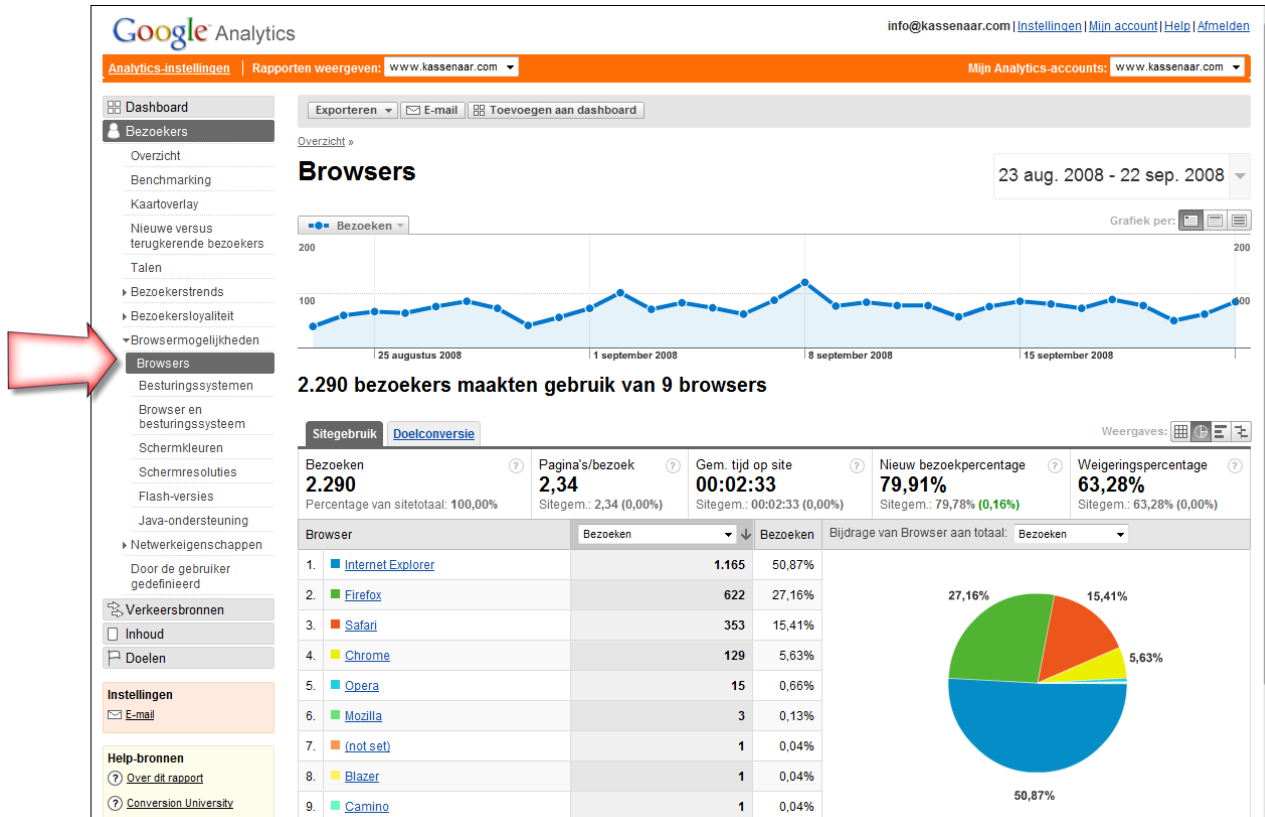 Google Analytics
info@kassenaar.com | Instellingen | Mijn account | Help | Afmelden
Analytics-instellingen | Rapporten weergeven: www.kassenaar.com
Mijn Analytics-accounts: www.kassenaar.com
Dashboard
Bezoekers
Overzicht
Benchmarking
Kaartoverlay
Nieuwe versus
terugkerende bezoekers
Talen
Bezoekerstrends
Bezoekersloyaliteit
Browsermogelijkheden
Browsers
Besturingssystemen
Browser en
besturingssysteem
Schermkleuren
Schermresoluties
Flash-versies
Java-ondersteuning
Netwerkeigenschappen
Door de gebruiker
gedefinieerd
Verkeersbronnen
Inhoud
Doelen
Instellingen
E-mail
Help-bronnen
Over dit rapport
Conversion University
Exporteren E-mail Toevoegen aan dashboard
Overzicht »
Browsers
23 aug. 2008 - 22 sep. 2008
Bezoeken
Grafiek per:
200 200
100 100
25 augustus 2008 1 september 2008 8 september 2008 15 september 2008
2.290 bezoekers maakten gebruik van 9 browsers
Sitegebruik Doelconversie
Weergaves:
Bezoeken ? Pagina's/bezoek ? Gem. tijd op site ? Nieuw bezoekpercentage ? Weigeringspercentage ?
2.290 2,34 00:02:33 79,91% 63,28%
Percentage van sitetotaal: 100,00% Sitegem.: 2,34 (0,00%) Sitegem.: 00:02:33 (0,00%) Sitegem.: 79,78% (0,16%) Sitegem.: 63,28% (0,00%)
Browser Bezoeken Bezoeken Bijdrage van Browser aan totaal: Bezoeken
1. Internet Explorer 1.165 50,87%
2. Firefox 622 27,16%
3. Safari 353 15,41%
4. Chrome 129 5,63%
5. Opera 15 0,66%
6. Mozilla 3 0,13%
7. (not set) 1 0,04%
8. Blazer 1 0,04%
9. Camino 1 0,04%
27,16% 15,41%
5,63%
50,87%